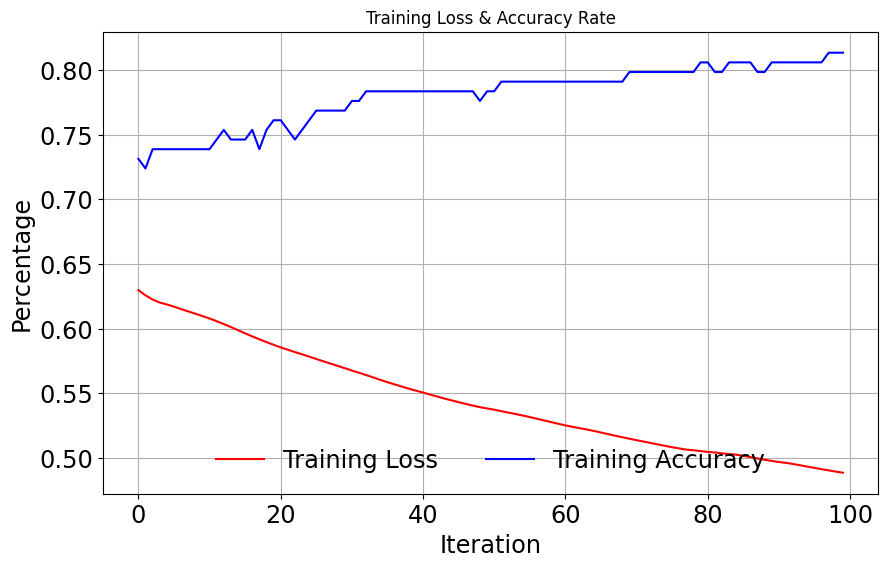 Training Loss & Accuracy Rate
0.80
0.75
0.70
0.65
0.60
0.55
0.50
Percentage
Training Loss Training Accuracy
0 20 40 60 80 100
Iteration